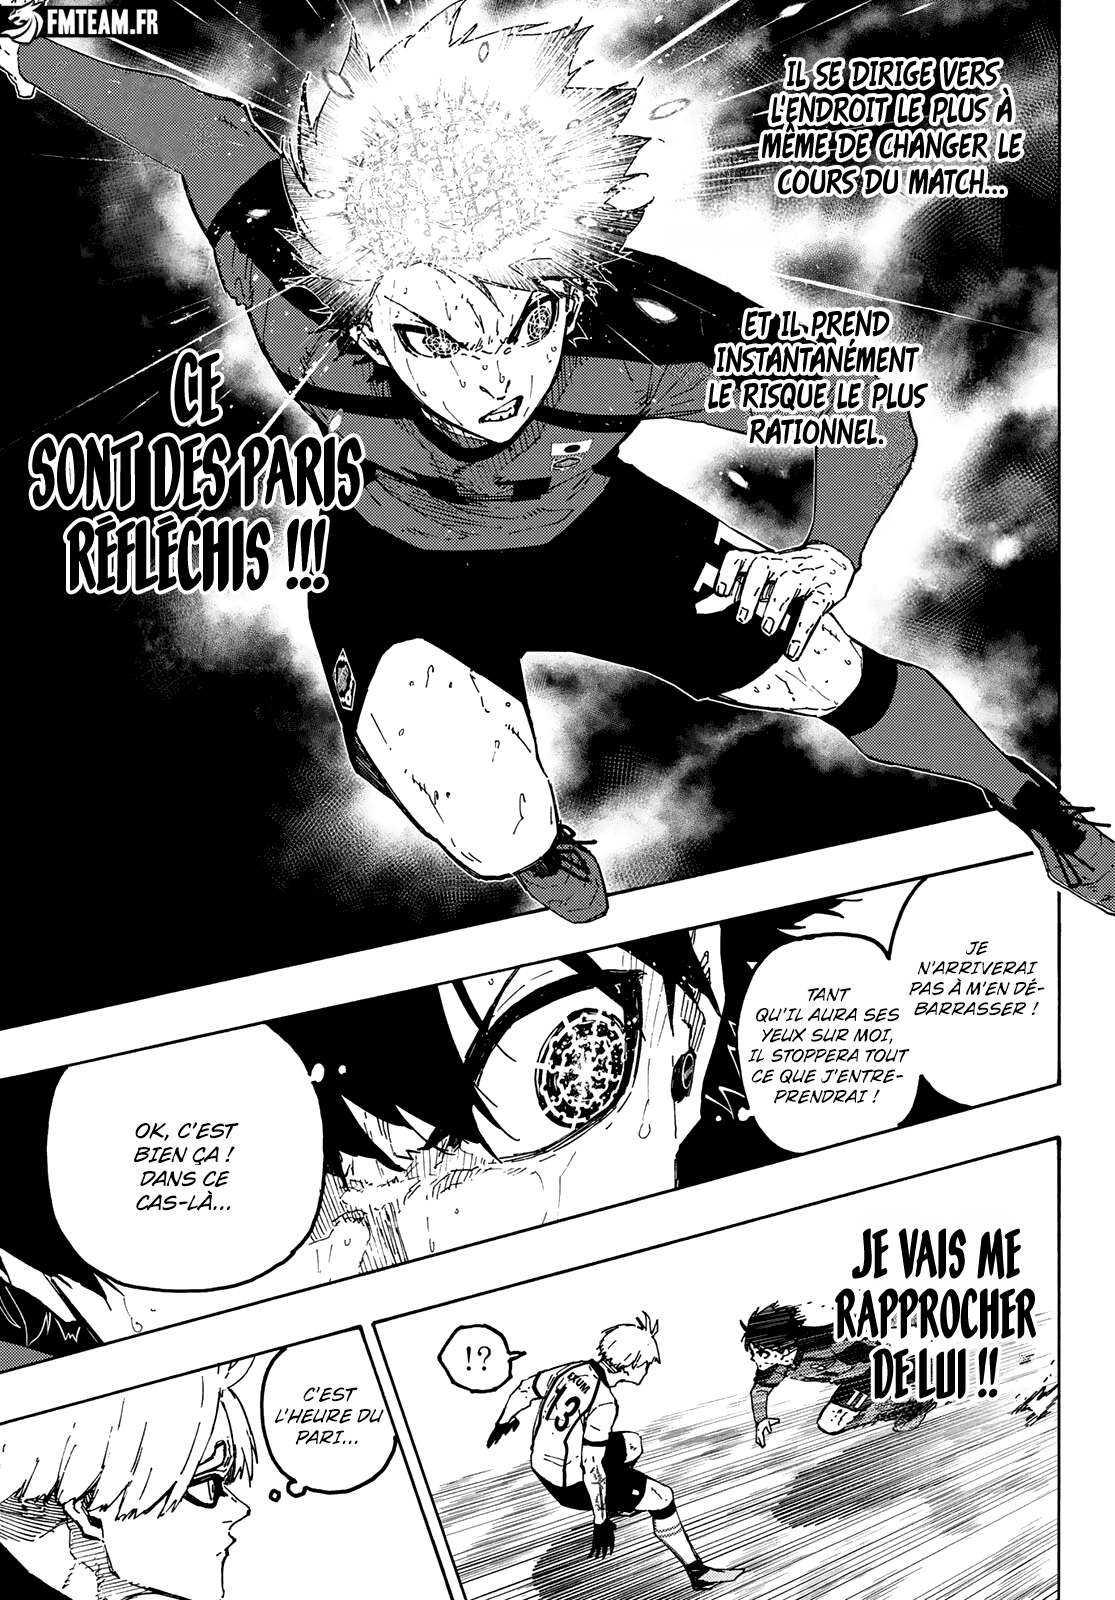 FMTEAM.FR
IL SE DIRIGE VERS
L'ENDROIT LE PLUS À
MÊME DE CHANGER LE
COURS DU MATCH...
ET IL PREND
INSTANTANÉMENT
LE RISQUE LE PLUS
RATIONNEL.
CE
SONT DES PARIS
RÉFLÉCHIS !!!
JE
N'ARRIVERAI
PAS À M'EN DÉ-
BARRASSER !
TANT
QU'IL AURA SES
YEUX SUR MOI,
IL STOPPERA TOUT
CE QUE J'ENTRE-
PRENDRAI !
OK, C'EST
BIEN ÇA !
DANS CE
CAS-LÀ...
JE VAIS ME
RAPPROCHER
DE LUI !!
!?
13
C'EST
L'HEURE DU
PARI...